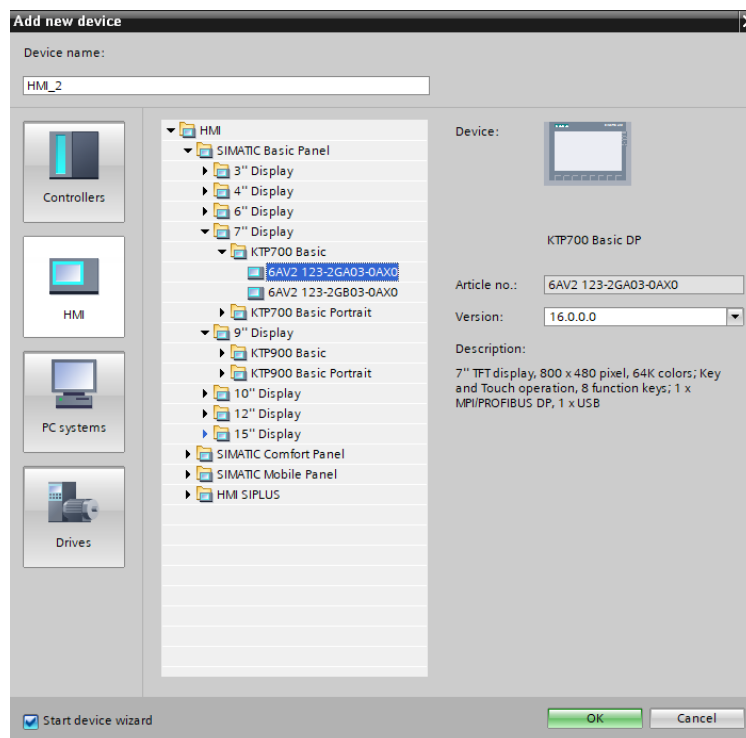 Add new device
Device name:
HMI_2
Controllers
HMI
PC systems
Drives
HMI
SIMATIC Basic Panel
3" Display
4" Display
6" Display
7" Display
KTP700 Basic
6AV2 123-2GA03-0AX0
6AV2 123-2GB03-0AX0
KTP700 Basic Portrait
9" Display
KTP900 Basic
KTP900 Basic Portrait
10" Display
12" Display
15" Display
SIMATIC Comfort Panel
SIMATIC Mobile Panel
HMI SIPLUS
Device:
KTP700 Basic DP
Article no.: 6AV2 123-2GA03-0AX0
Version: 16.0.0.0
Description:
7" TFT display, 800 x 480 pixel, 64K colors; Key
and Touch operation, 8 function keys; 1 x
MPI/PROFIBUS DP, 1 x USB
Start device wizard
OK Cancel